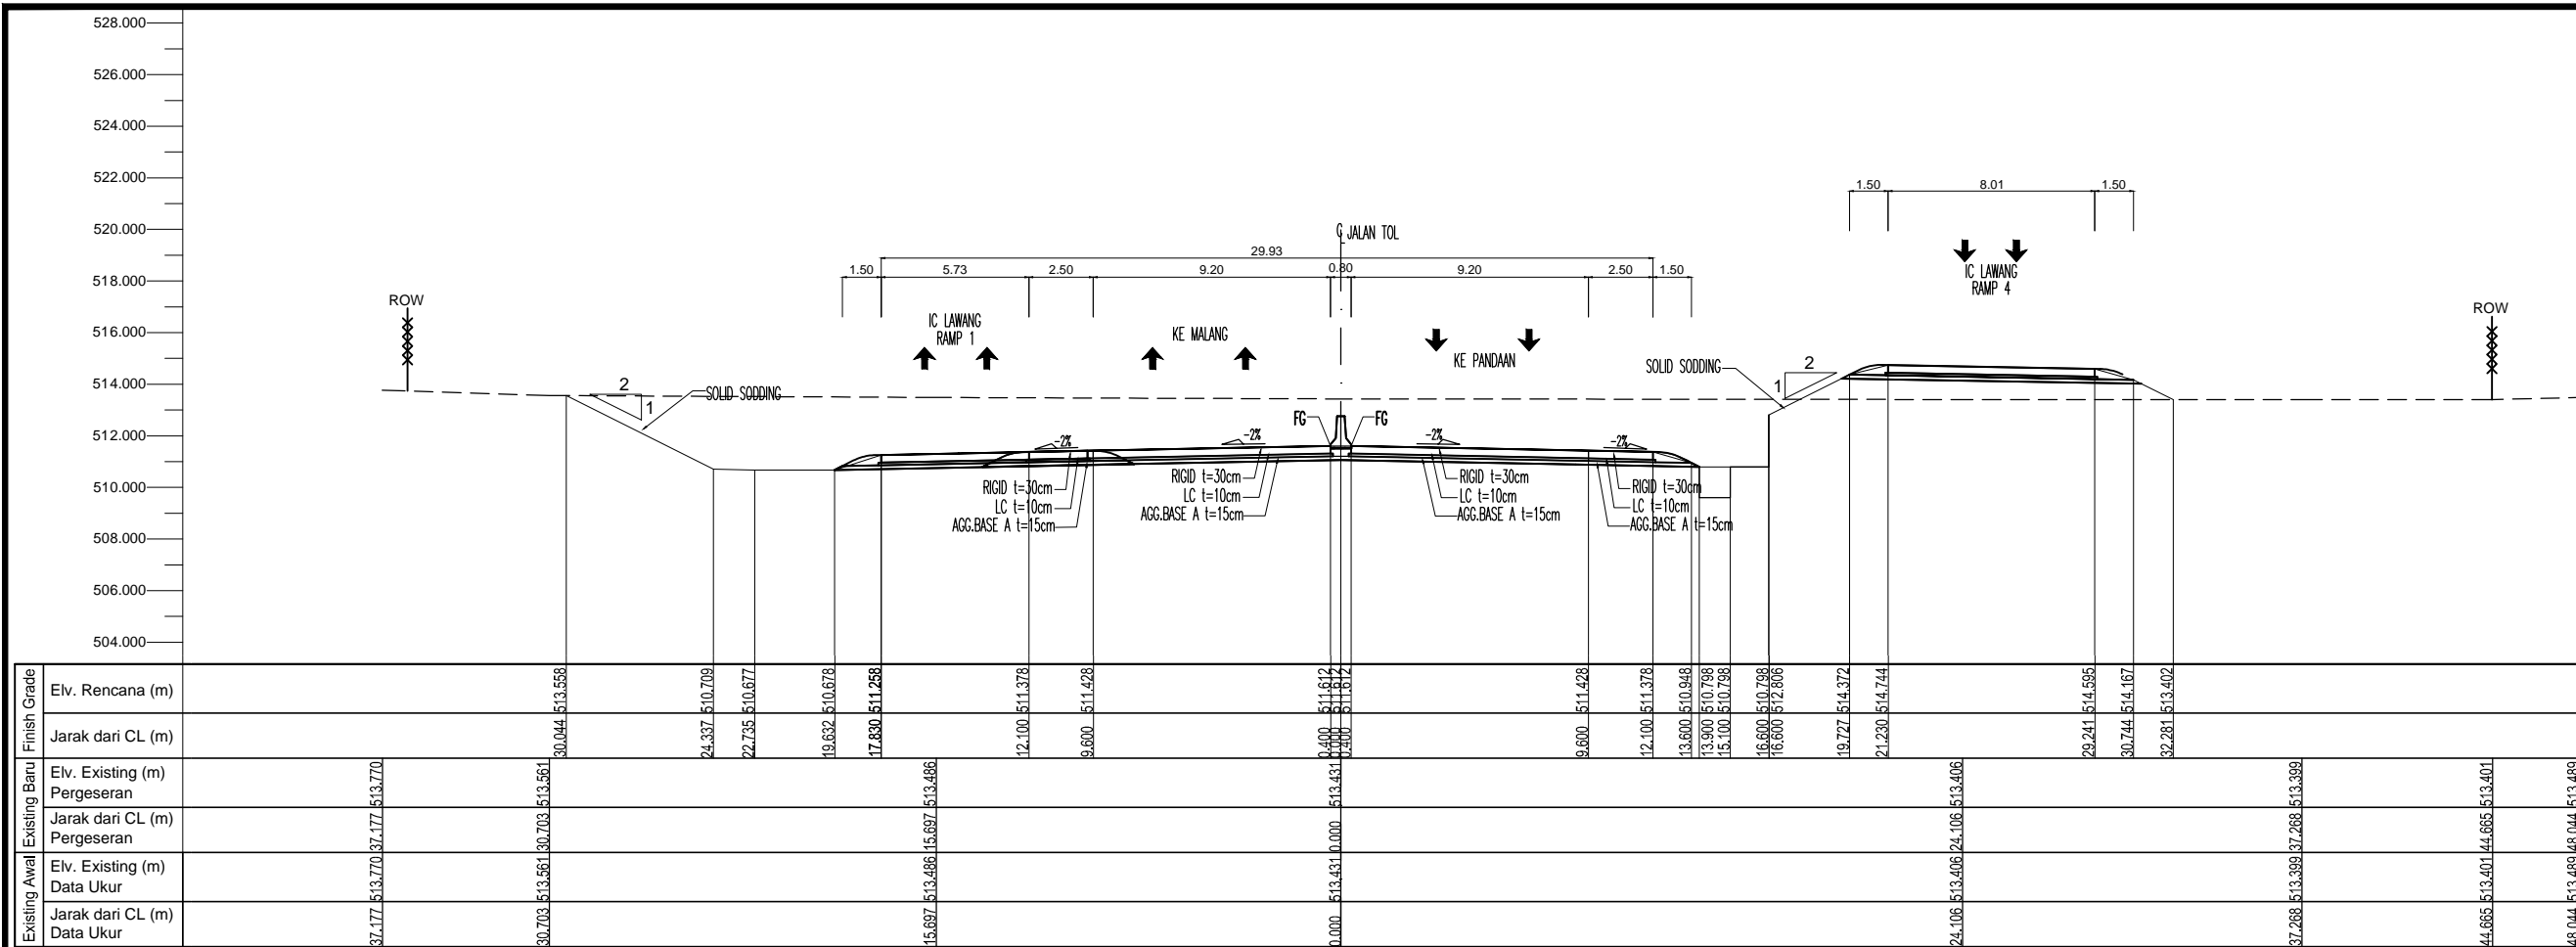 528.000
526.000
524.000
522.000
520.000
518.000
516.000
514.000
512.000
510.000
508.000
506.000
504.000
1.50 8.01 1.50
CL JALAN TOL
29.93
1.50 5.73 2.50 9.20 0.80 9.20 2.50 1.50
IC LAWANG
RAMP 4
ROW
ROW
IC LAWANG
RAMP 1
KE MALANG
KE PANDAAN
SOLID SODDING
2
1
SOLID SODDING
2
1
FG
FG
-2%
-2%
-2%
-2%
RIGID t=30cm
LC t=10cm
AGG.BASE A t=15cm
RIGID t=30cm
LC t=10cm
AGG.BASE A t=15cm
RIGID t=30cm
LC t=10cm
AGG.BASE A t=15cm
RIGID t=30cm
LC t=10cm
AGG.BASE A t=15cm
Finish Grade
Elv. Rencana (m)
513.558 510.709 510.677 510.678 511.258 511.378 511.428 511.612 511.612 511.612 511.428 511.378 510.948 510.798 510.798 510.798 512.806 514.372 514.744 514.595 514.167 513.402
Jarak dari CL (m)
30.044 24.337 22.735 19.632 17.830 12.100 9.600 0.400 0.000 0.400 9.600 12.100 13.600 13.900 15.100 16.600 16.600 19.727 21.230 29.241 30.744 32.281
Existing Baru
Elv. Existing (m)
Pergeseran
513.770 513.561 513.486 513.431 513.406 513.399 513.401 513.489
Jarak dari CL (m)
Pergeseran
37.177 30.703 15.697 0.000 24.106 37.268 44.665 48.044
Existing Awal
Elv. Existing (m)
Data Ukur
513.770 513.561 513.486 513.431 513.406 513.399 513.401 513.489
Jarak dari CL (m)
Data Ukur
37.177 30.703 15.697 0.000 24.106 37.268 44.665 48.044